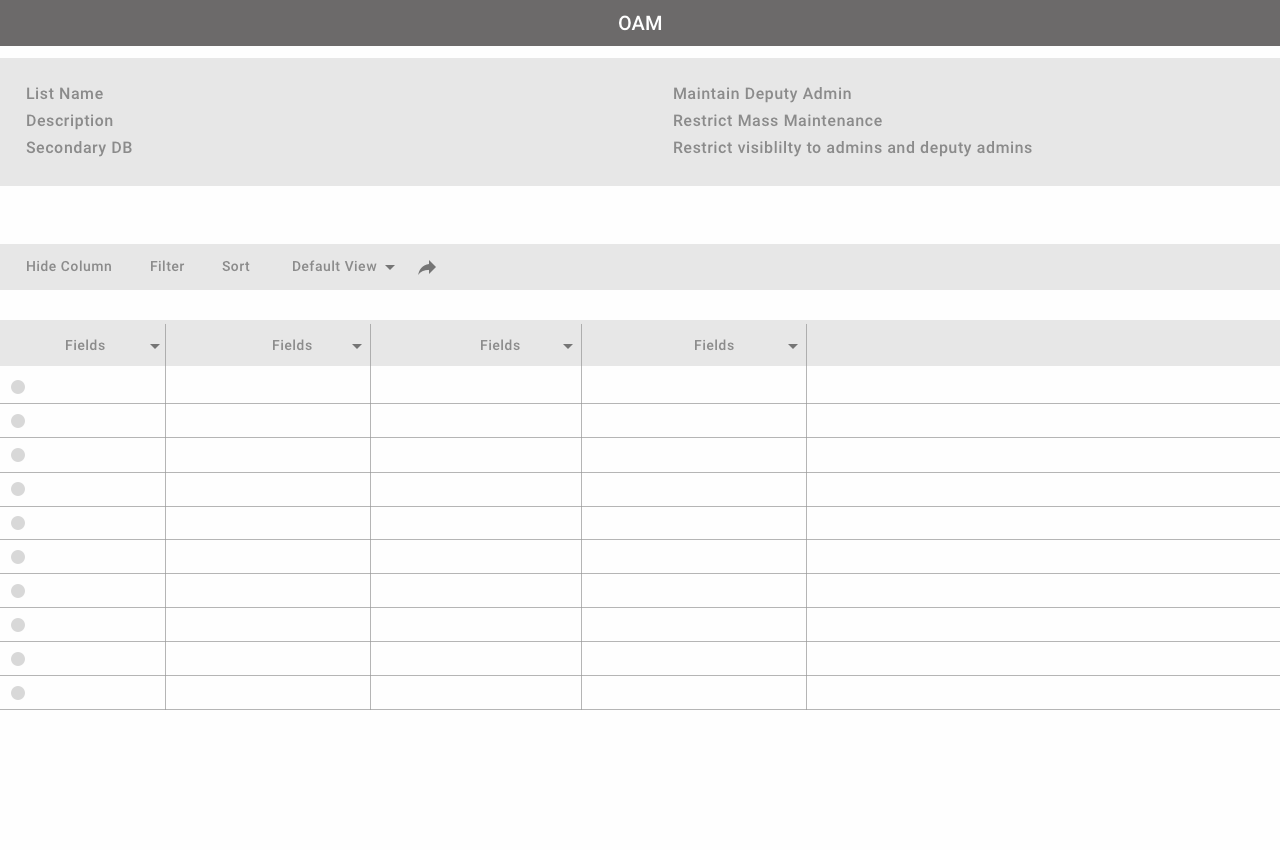 OAM
List Name
Description
Secondary DB
Maintain Deputy Admin
Restrict Mass Maintenance
Restrict visiblilty to admins and deputy admins
Hide Column Filter Sort Default View
Fields Fields Fields Fields